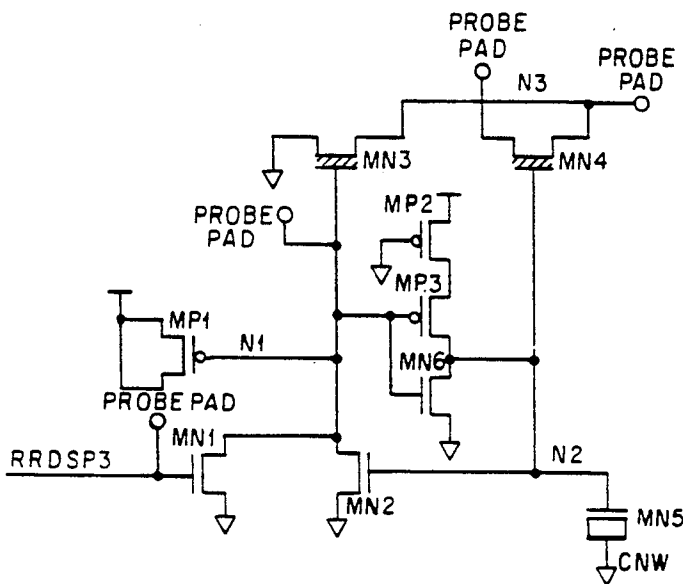 PROBE
PAD
PROBE
PAD
N3
MN3
MN4
PROBE
PAD
MP2
MP3
MP1
N1
MN6
PROBE PAD
MN1
RRDSP3
N2
MN2
MN5
CNW